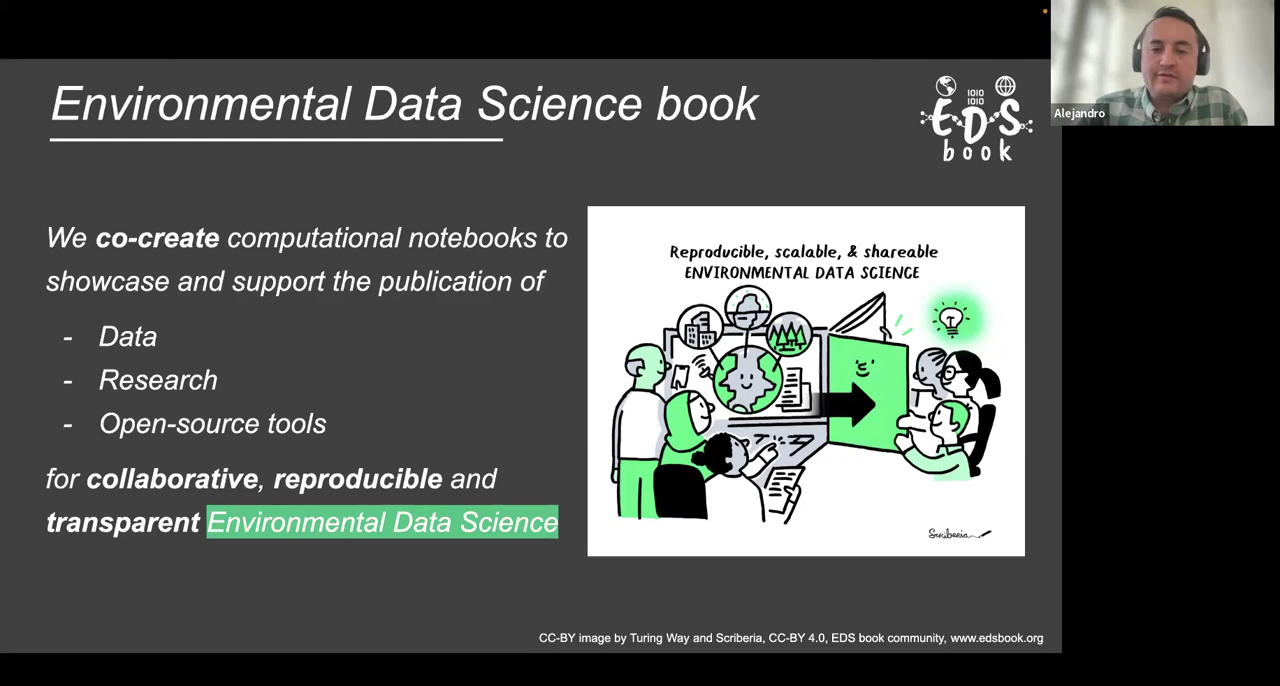 Environmental Data Science book
1010
1010
EDS
book
Alejandro
We co-create computational notebooks to
showcase and support the publication of
- Data
- Research
- Open-source tools
for collaborative, reproducible and
transparent Environmental Data Science
Reproducible, scalable, & shareable
ENVIRONMENTAL DATA SCIENCE
Scriberia
CC-BY image by Turing Way and Scriberia, CC-BY 4.0, EDS book community, www.edsbook.org